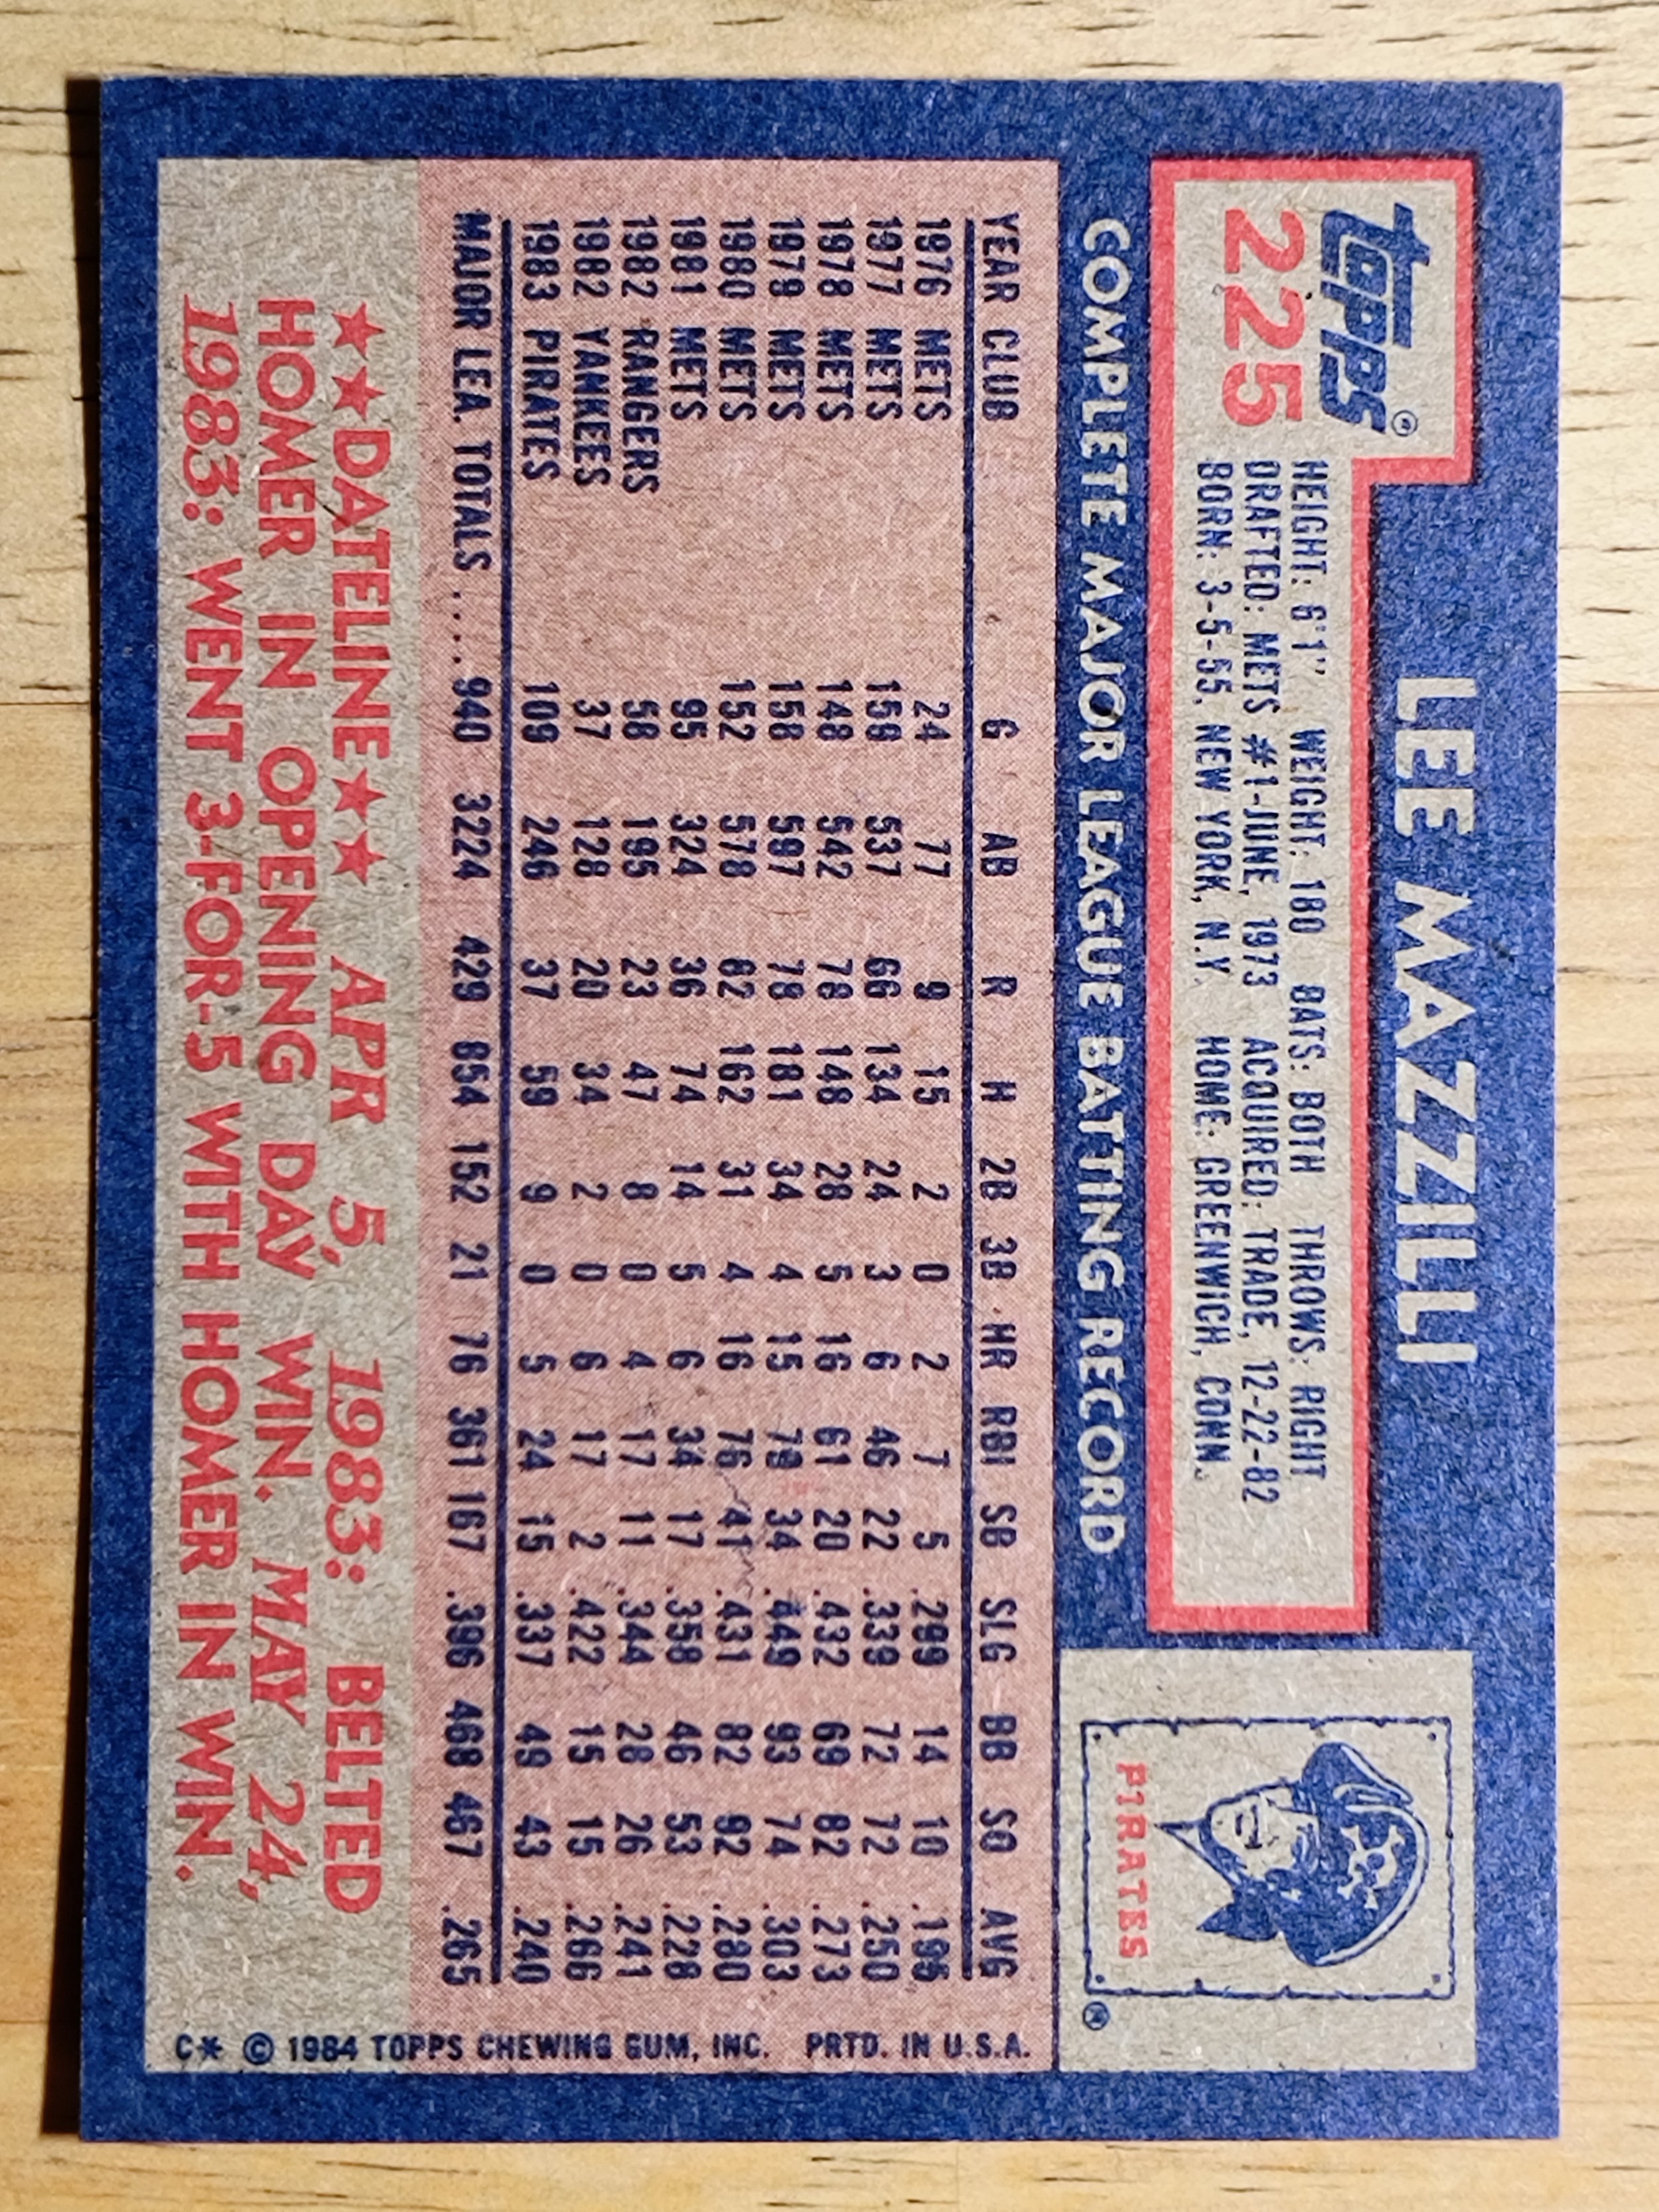 LEE MAZZILLI
Topps®
225
HEIGHT: 6'1" WEIGHT: 180 BATS: BOTH THROWS: RIGHT
DRAFTED: METS #1-JUNE, 1973 ACQUIRED: TRADE, 12-22-82
BORN: 3-5-55, NEW YORK, N.Y. HOME: GREENWICH, CONN.
PIRATES
®
COMPLETE MAJOR LEAGUE BATTING RECORD
YEAR CLUB G AB R H 2B 3B HR RBI SB SLG BB SO AVG
1976 METS 24 77 9 15 2 0 2 7 5 .299 14 10 .195
1977 METS 159 537 66 134 24 3 6 46 22 .339 72 72 .250
1978 METS 148 542 78 148 28 5 16 61 20 .432 69 82 .273
1979 METS 158 597 78 181 34 4 15 79 34 .449 93 74 .303
1980 METS 152 578 82 162 31 4 16 76 41 .431 82 92 .280
1981 METS 95 324 36 74 14 5 6 34 17 .358 46 53 .228
1982 RANGERS 58 195 23 47 8 0 4 17 11 .344 28 26 .241
1982 YANKEES 37 128 20 34 2 0 6 17 2 .422 15 15 .266
1983 PIRATES 109 246 37 59 9 0 5 24 15 .337 49 43 .240
MAJOR LEA. TOTALS ..... 940 3224 429 854 152 21 76 361 167 .396 468 467 .265
★★DATELINE★★ APR 5, 1983: BELTED
HOMER IN OPENING DAY WIN. MAY 24,
1983: WENT 3-FOR-5 WITH HOMER IN WIN.
C* © 1984 TOPPS CHEWING GUM, INC. PRTD. IN U.S.A.